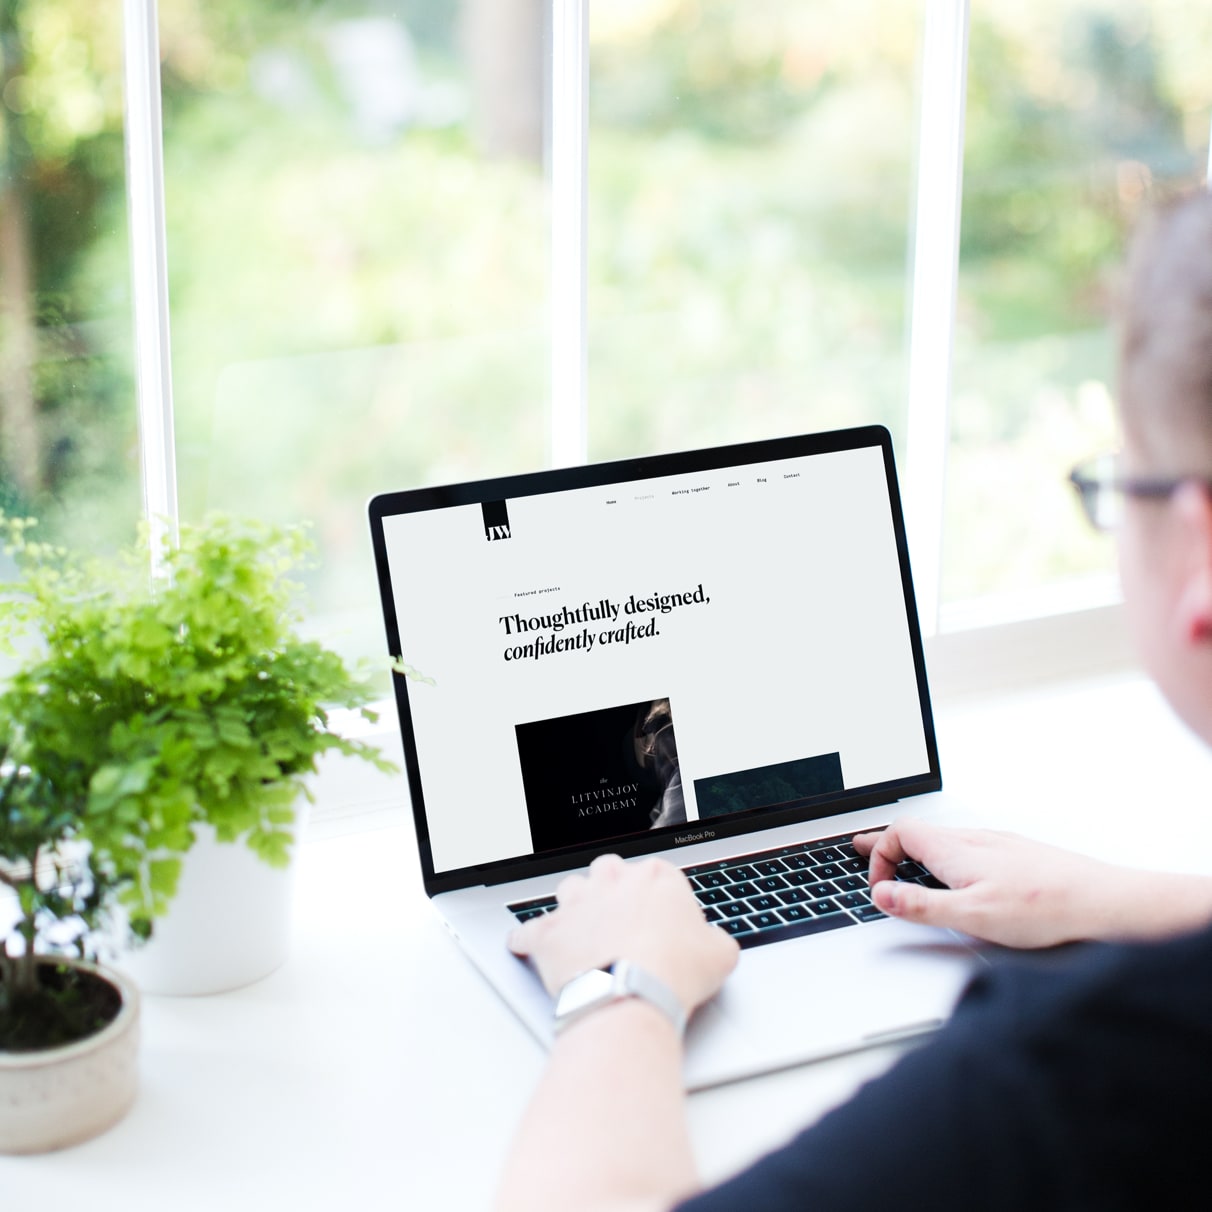 JW
Home Projects Working together About Blog Contact
Featured projects
Thoughtfully designed,
confidently crafted.
the
LITVINJOV
ACADEMY
MacBook Pro